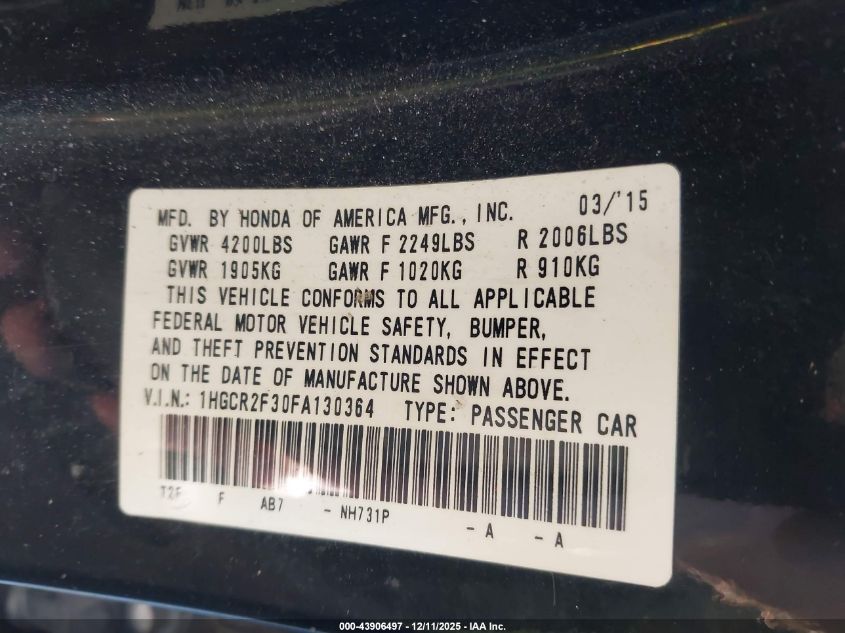 MFD. BY HONDA OF AMERICA MFG., INC. 03/'15
GVWR 4200LBS GAWR F 2249LBS R 2006LBS
GVWR 1905KG GAWR F 1020KG R 910KG
THIS VEHICLE CONFORMS TO ALL APPLICABLE
FEDERAL MOTOR VEHICLE SAFETY, BUMPER,
AND THEFT PREVENTION STANDARDS IN EFFECT
ON THE DATE OF MANUFACTURE SHOWN ABOVE.
V.I.N.: 1HGCR2F30FA130364 TYPE: PASSENGER CAR
F AB7 - NH731P - A - A
000-43906497 - 12/11/2025 - IAA Inc.